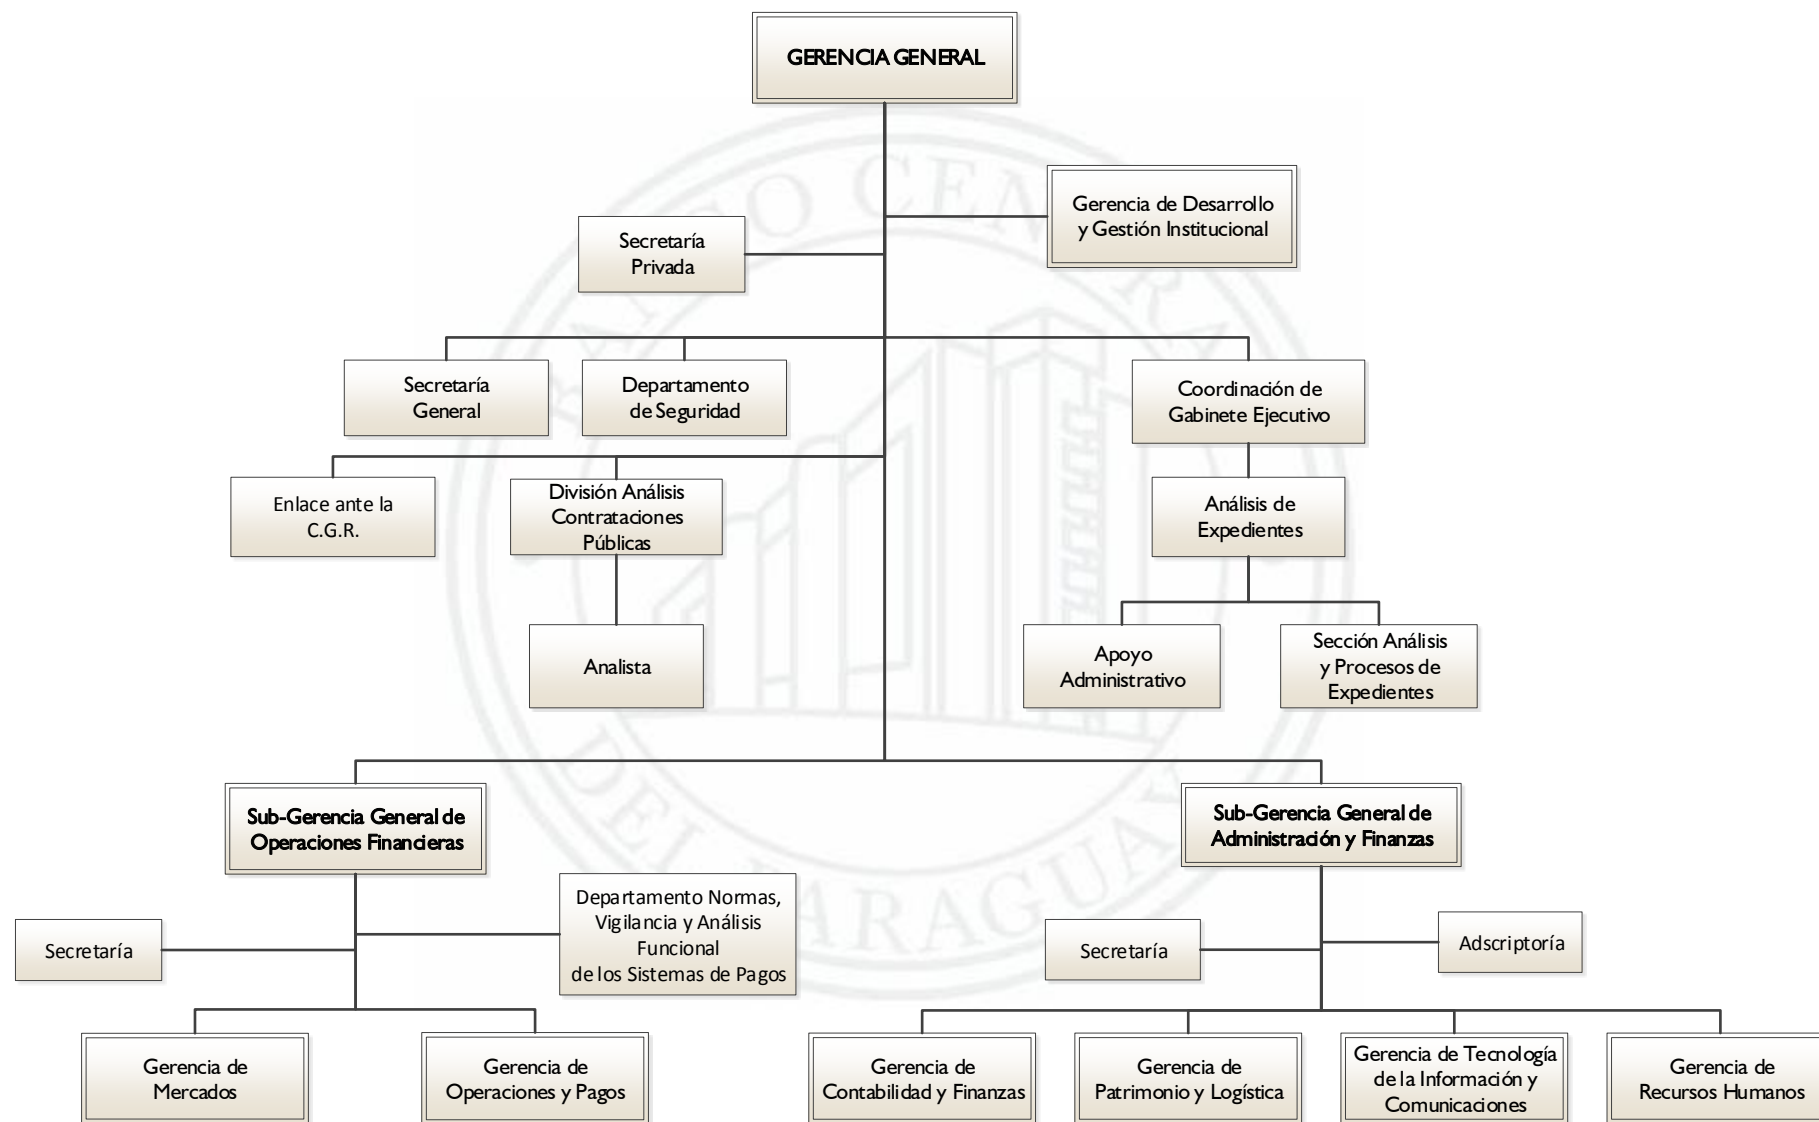 GERENCIA GENERAL
Gerencia de Desarrollo
y Gestión Institucional
Secretaría
Privada
Secretaría
General
Departamento
de Seguridad
Coordinación de
Gabinete Ejecutivo
Enlace ante la
C.G.R.
División Análisis
Contrataciones
Públicas
Análisis de
Expedientes
Analista
Apoyo
Administrativo
Sección Análisis
y Procesos de
Expedientes
Sub-Gerencia General de
Operaciones Financieras
Sub-Gerencia General de
Administración y Finanzas
Secretaría
Departamento Normas,
Vigilancia y Análisis
Funcional
de los Sistemas de Pagos
Secretaría
Adscriptoría
Gerencia de
Mercados
Gerencia de
Operaciones y Pagos
Gerencia de
Contabilidad y Finanzas
Gerencia de
Patrimonio y Logística
Gerencia de Tecnología
de la Información y
Comunicaciones
Gerencia de
Recursos Humanos
BANCO CENTRAL
DEL PARAGUAY